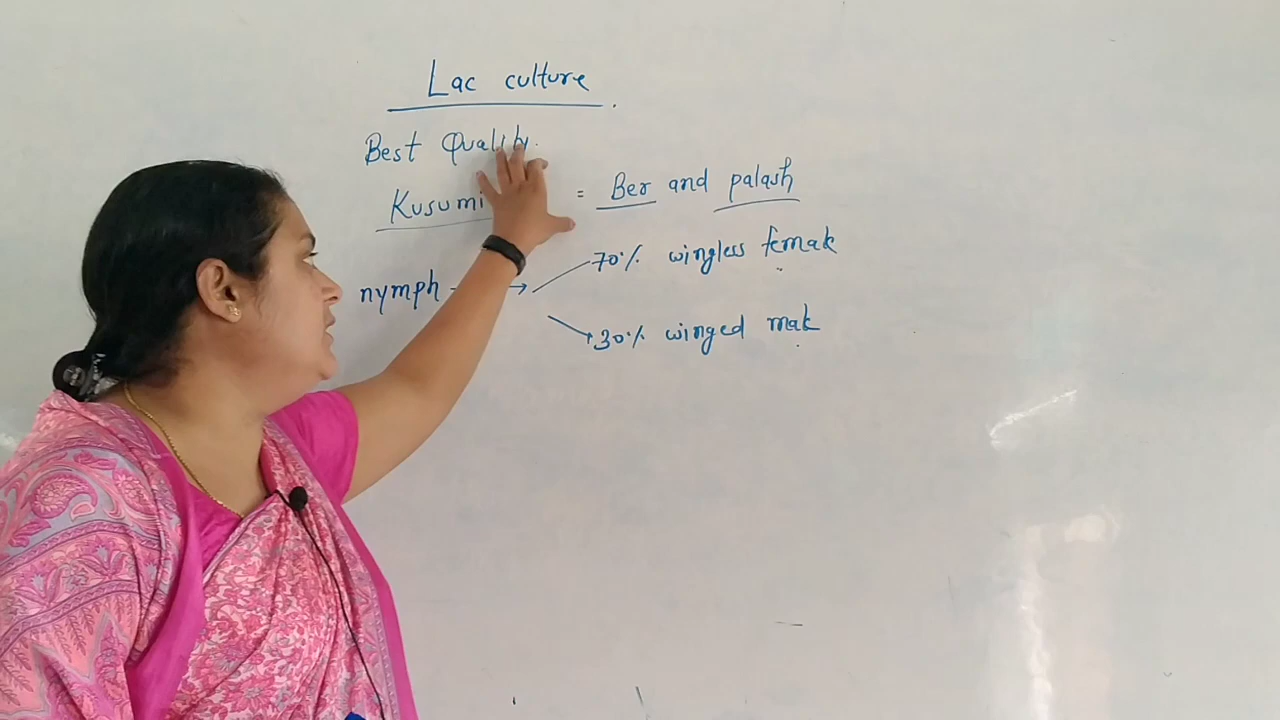 Lac culture
Best Quality.
Kusumi = Ber and palash
nymph → 70% wingless female
30% winged male